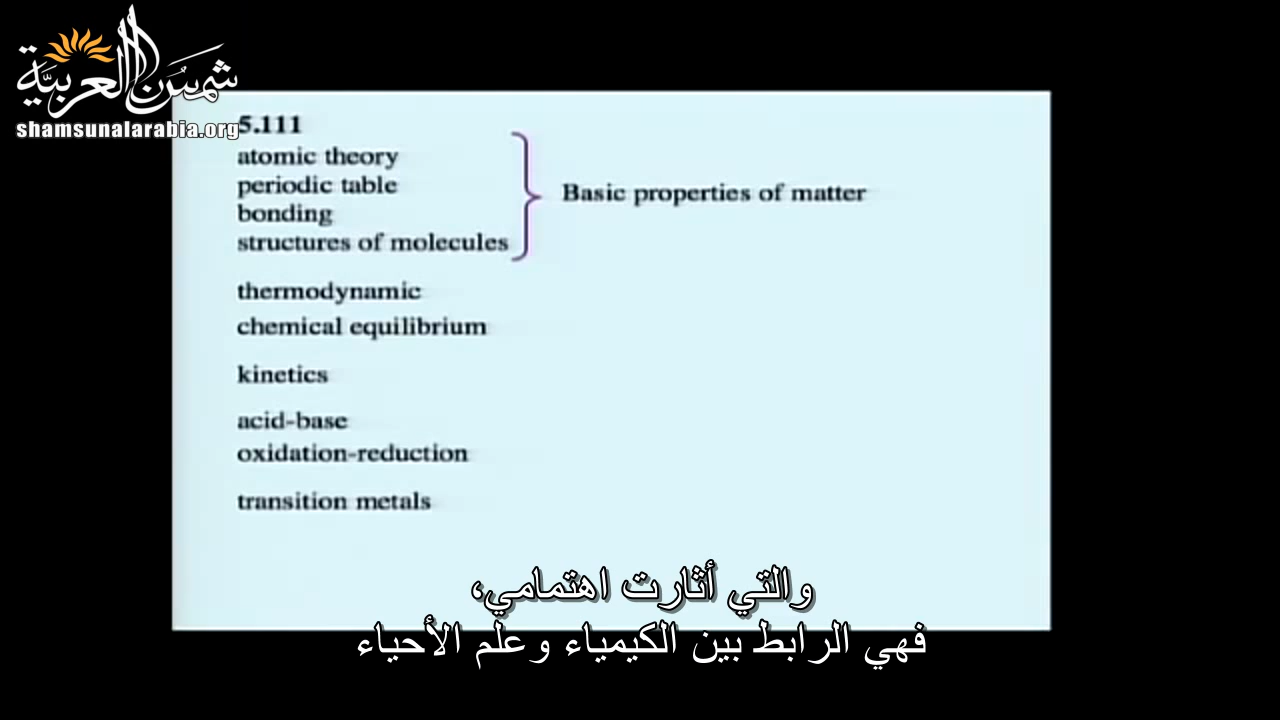 شمس العربية
shamsunalarabia.org
5.111
atomic theory
periodic table
bonding
structures of molecules
Basic properties of matter
thermodynamic
chemical equilibrium
kinetics
acid-base
oxidation-reduction
transition metals
والتي أثارت اهتمامي،
فهي الرابط بين الكيمياء وعلم الأحياء